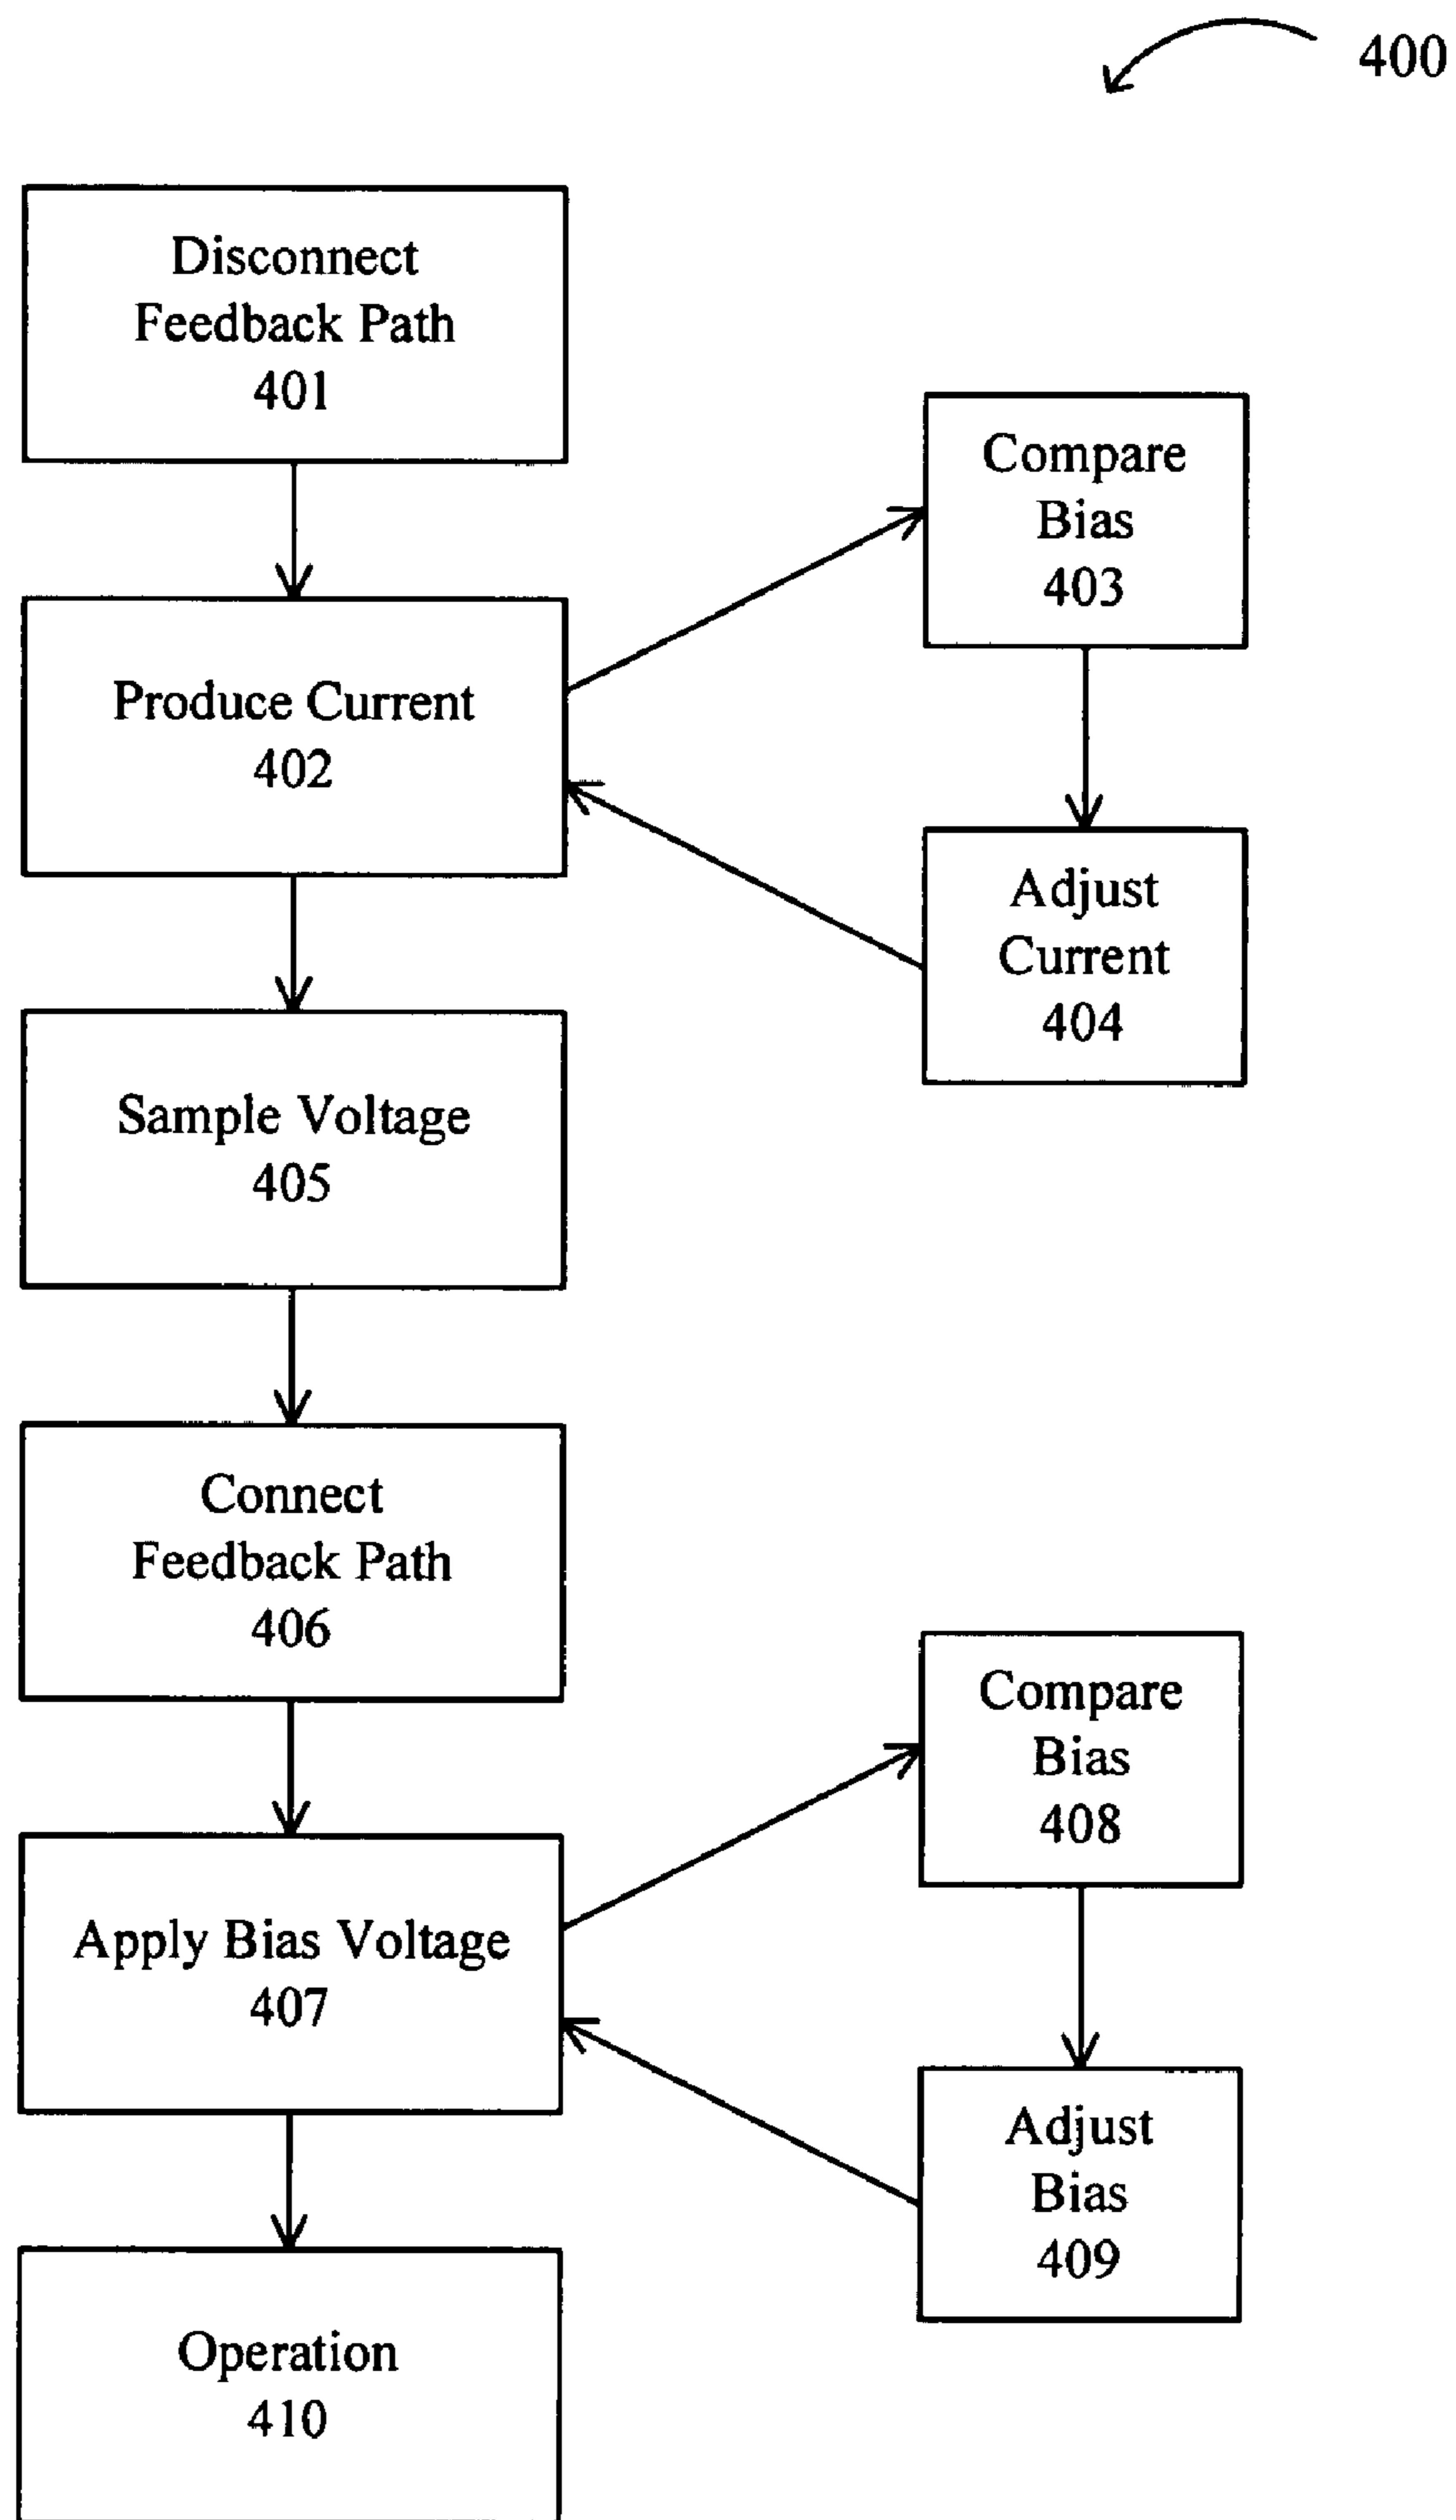 400
Disconnect
Feedback Path
401
Compare
Bias
403
Produce Current
402
Adjust
Current
404
Sample Voltage
405
Connect
Feedback Path
406
Compare
Bias
408
Apply Bias Voltage
407
Adjust
Bias
409
Operation
410